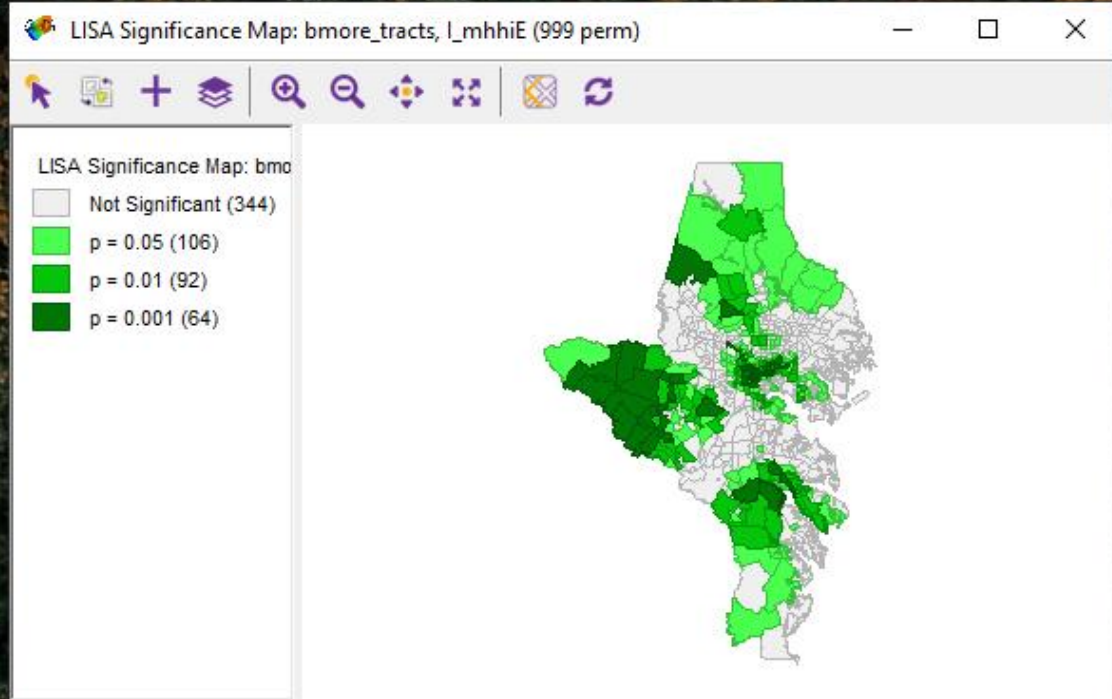 LISA Significance Map: bmore_tracts, I_mhhiE (999 perm)
LISA Significance Map: bmo
Not Significant (344)
p = 0.05 (106)
p = 0.01 (92)
p = 0.001 (64)